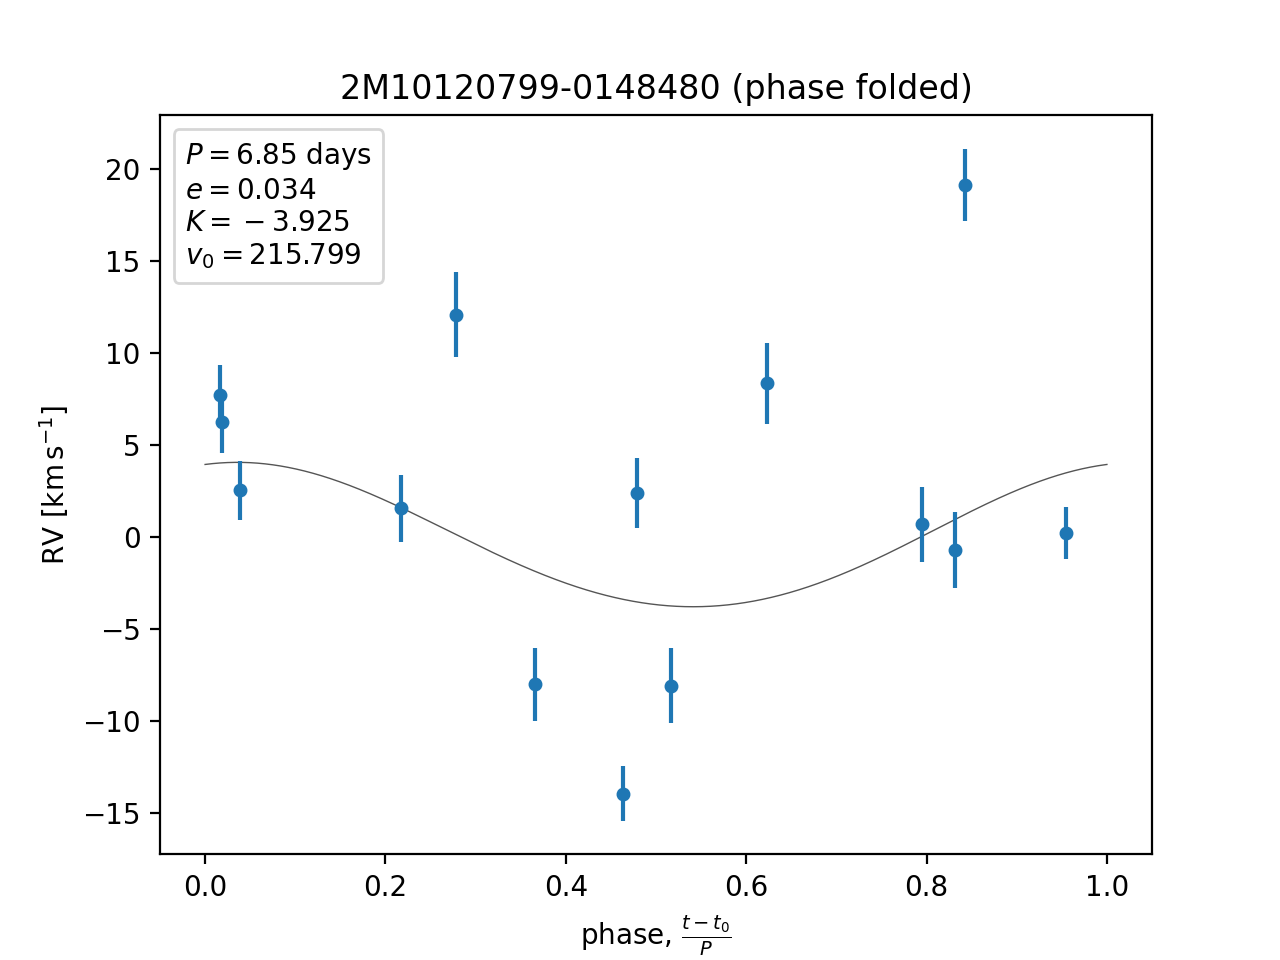 2M10120799-0148480 (phase folded)
P = 6.85 days
e = 0.034
K = −3.925
v₀ = 215.799
20
15
10
5
0
−5
−10
−15
RV [km s⁻¹]
0.0 0.2 0.4 0.6 0.8 1.0
phase, (t − t₀)/P